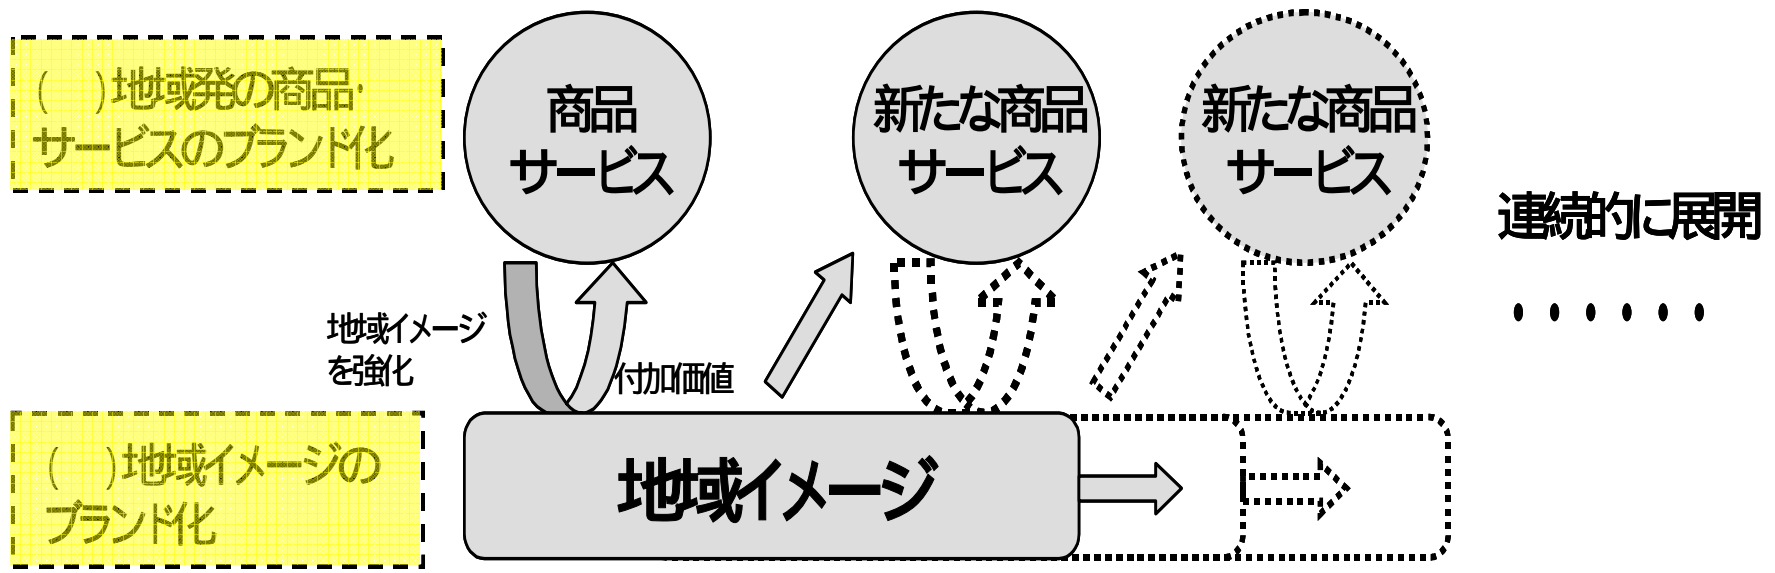 (　)地域発の商品・
サービスのブランド化
商品
サービス
新たな商品
サービス
新たな商品
サービス
連続的に展開
・・・・・・
地域イメージ
を強化
付加価値
(　)地域イメージの
ブランド化
地域イメージ